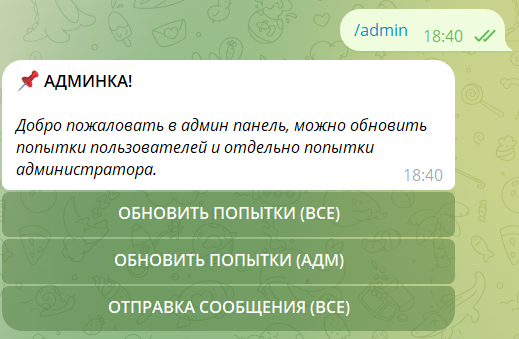 /admin 18:40
📌 АДМИНКА!
Добро пожаловать в админ панель, можно обновить
попытки пользователей и отдельно попытки
администратора.
18:40
ОБНОВИТЬ ПОПЫТКИ (ВСЕ)
ОБНОВИТЬ ПОПЫТКИ (АДМ)
ОТПРАВКА СООБЩЕНИЯ (ВСЕ)